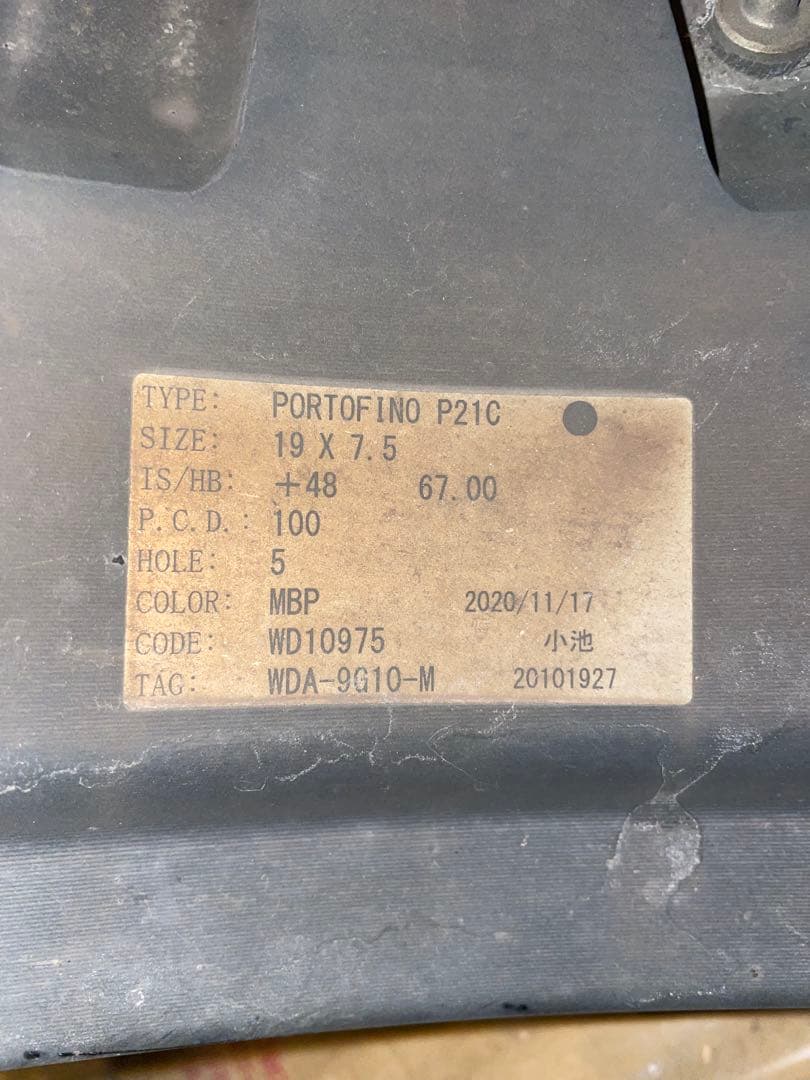 TYPE: PORTOFINO P21C
SIZE: 19 X 7.5
IS/HB: +48 67.00
P.C.D.: 100
HOLE: 5
COLOR: MBP 2020/11/17
CODE: WD10975 小池
TAG: WDA-9G10-M 20101927